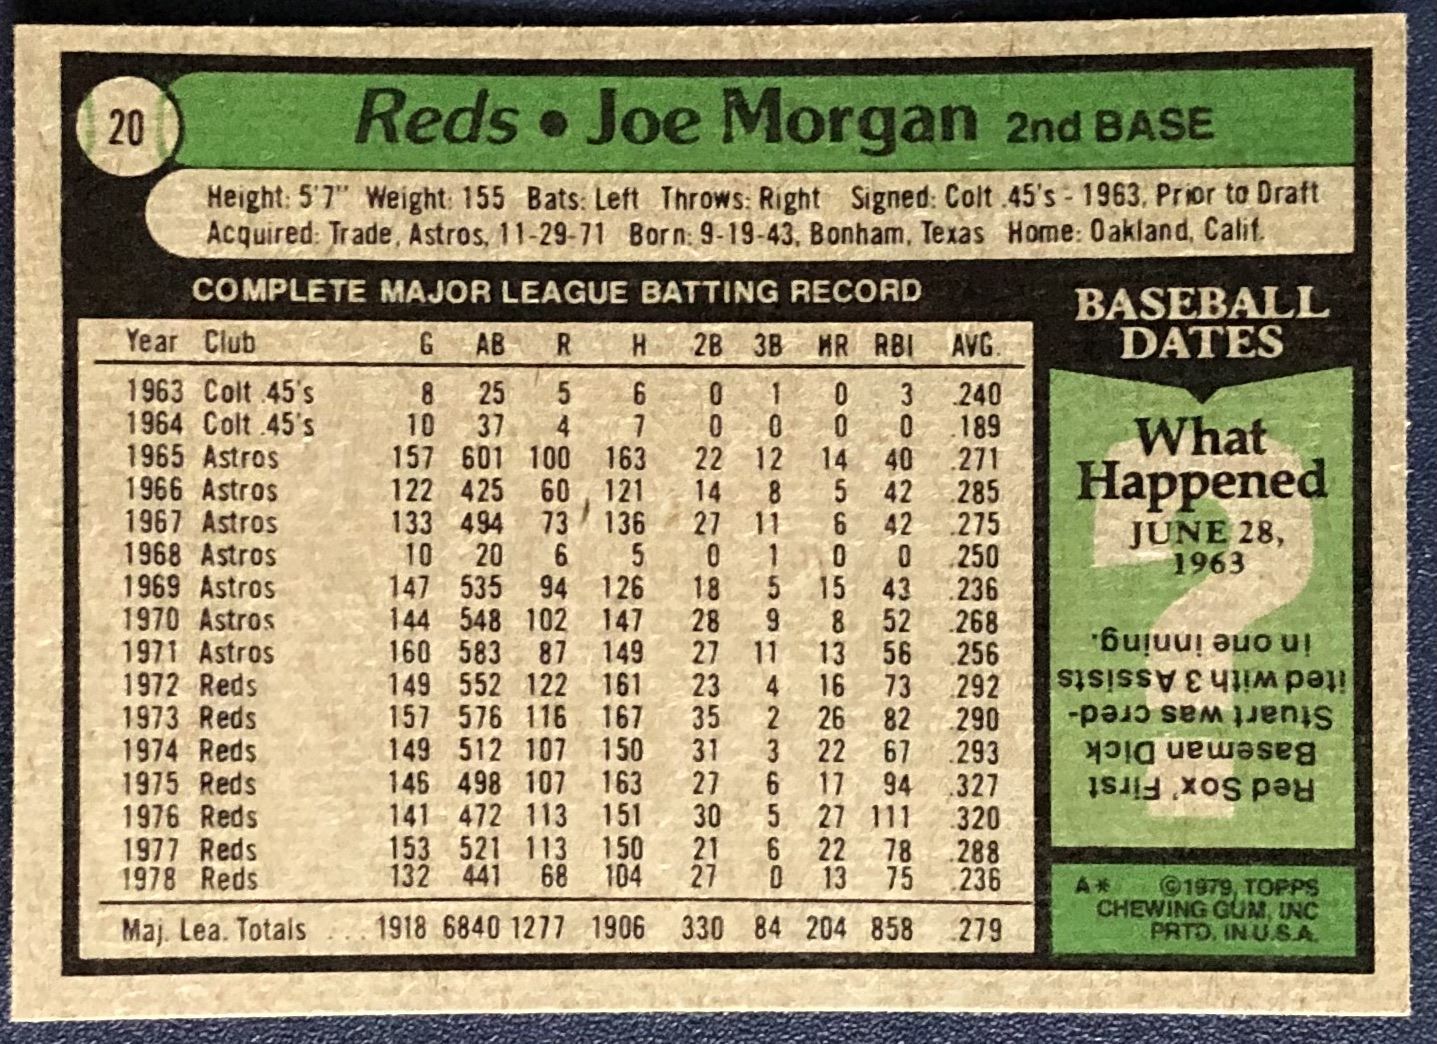 20
Reds • Joe Morgan 2nd BASE
Height: 5'7" Weight: 155 Bats: Left Throws: Right Signed: Colt .45's - 1963, Prior to Draft
Acquired: Trade, Astros, 11-29-71 Born: 9-19-43, Bonham, Texas Home: Oakland, Calif.
COMPLETE MAJOR LEAGUE BATTING RECORD
Year Club G AB R H 2B 3B HR RBI AVG.
1963 Colt .45's 8 25 5 6 0 1 0 3 .240
1964 Colt .45's 10 37 4 7 0 0 0 0 .189
1965 Astros 157 601 100 163 22 12 14 40 .271
1966 Astros 122 425 60 121 14 8 5 42 .285
1967 Astros 133 494 73 136 27 11 6 42 .275
1968 Astros 10 20 6 5 0 1 0 0 .250
1969 Astros 147 535 94 126 18 5 15 43 .236
1970 Astros 144 548 102 147 28 9 8 52 .268
1971 Astros 160 583 87 149 27 11 13 56 .256
1972 Reds 149 552 122 161 23 4 16 73 .292
1973 Reds 157 576 116 167 35 2 26 82 .290
1974 Reds 149 512 107 150 31 3 22 67 .293
1975 Reds 146 498 107 163 27 6 17 94 .327
1976 Reds 141 472 113 151 30 5 27 111 .320
1977 Reds 153 521 113 150 21 6 22 78 .288
1978 Reds 132 441 68 104 27 0 13 75 .236
Maj. Lea. Totals ... 1918 6840 1277 1906 330 84 204 858 .279
BASEBALL
DATES
What
Happened
JUNE 28,
1963
Red Sox' First
Baseman Dick
Stuart was cred-
ited with 3 Assists
in one inning.
A* ©1979, TOPPS
CHEWING GUM, INC
PRTD. IN U.S.A.